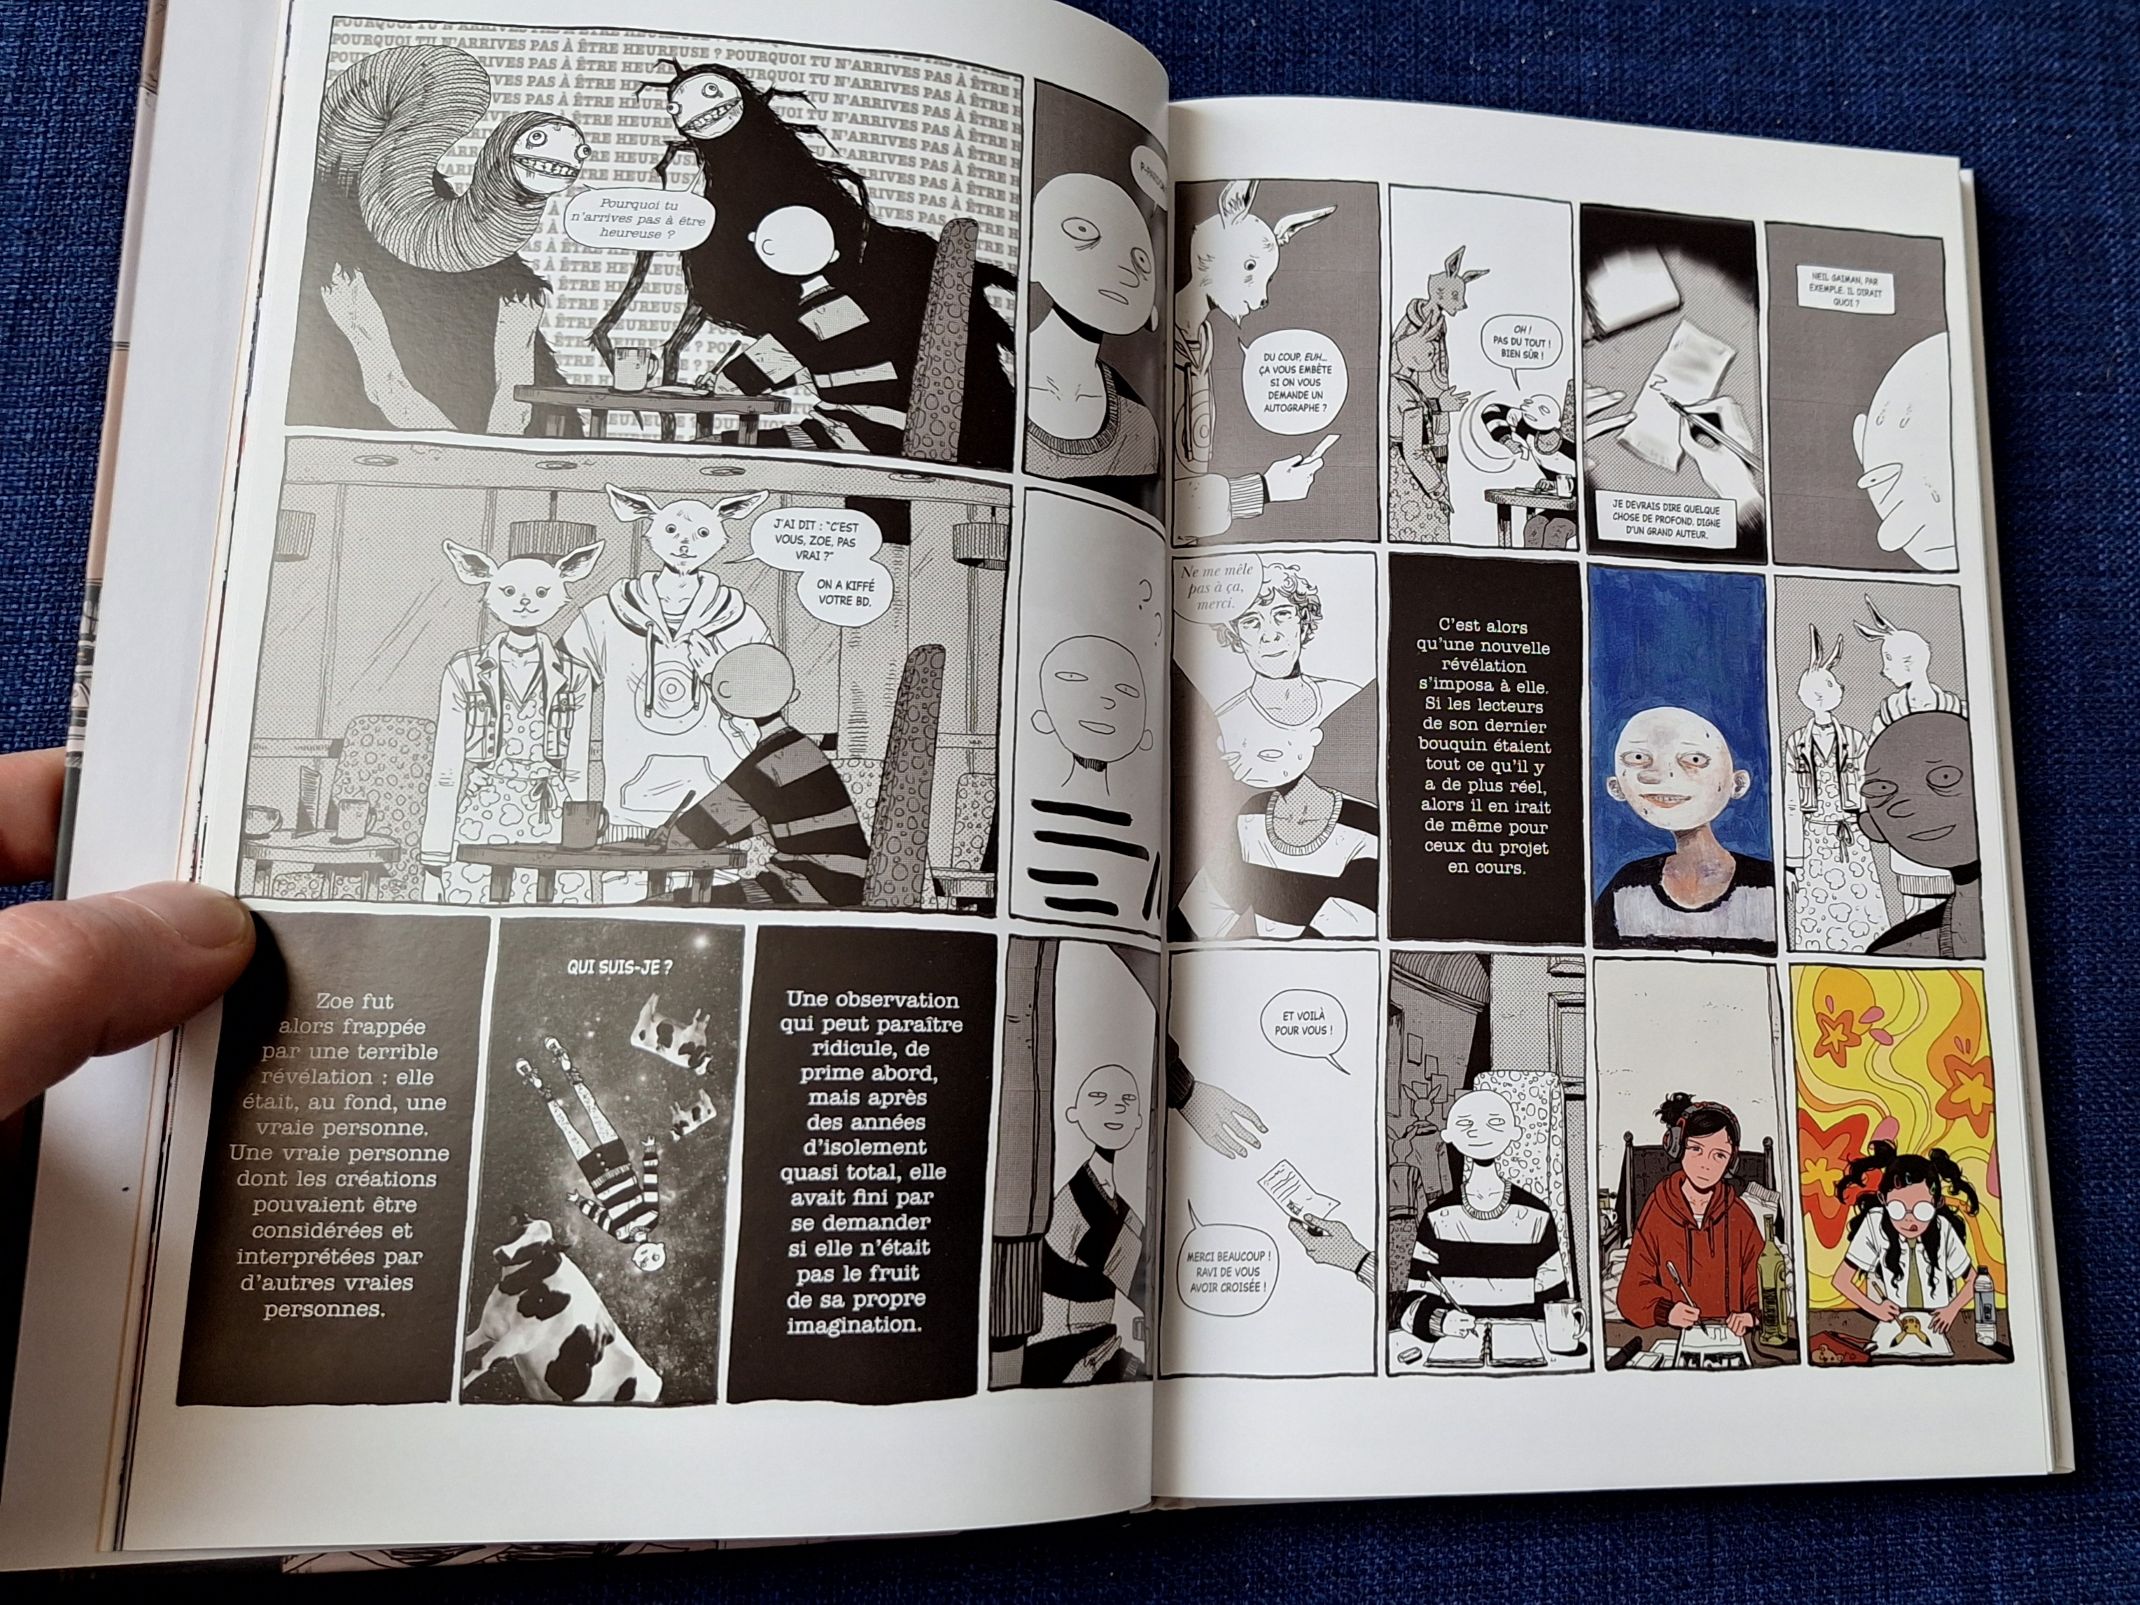 POURQUOI TU N'ARRIVES PAS À ÊTRE HEUREUSE ? POURQUOI TU N'ARRIVES PAS À ÊTRE
Pourquoi tu
n'arrives pas à être
heureuse ?
J'AI DIT : "C'EST
VOUS, ZOE, PAS
VRAI ?"
ON A KIFFÉ
VOTRE BD.
Zoe fut
alors frappée
par une terrible
révélation : elle
était, au fond, une
vraie personne.
Une vraie personne
dont les créations
pouvaient être
considérées et
interprétées par
d'autres vraies
personnes.
QUI SUIS-JE ?
Une observation
qui peut paraître
ridicule, de
prime abord,
mais après
des années
d'isolement
quasi total, elle
avait fini par
se demander
si elle n'était
pas le fruit
de sa propre
imagination.
? ?
DU COUP, EUH...
ÇA VOUS EMBÊTE
SI ON VOUS
DEMANDE UN
AUTOGRAPHE ?
OH !
PAS DU TOUT !
BIEN SÛR !
JE DEVRAIS DIRE QUELQUE
CHOSE DE PROFOND. DIGNE
D'UN GRAND AUTEUR.
NEIL GAIMAN, PAR
EXEMPLE. IL DIRAIT
QUOI ?
Ne me mêle
pas à ça,
merci.
C'est alors
qu'une nouvelle
révélation
s'imposa à elle.
Si les lecteurs
de son dernier
bouquin étaient
tout ce qu'il y
a de plus réel,
alors il en irait
de même pour
ceux du projet
en cours.
ET VOILÀ
POUR VOUS !
MERCI BEAUCOUP !
RAVI DE VOUS
AVOIR CROISÉE !